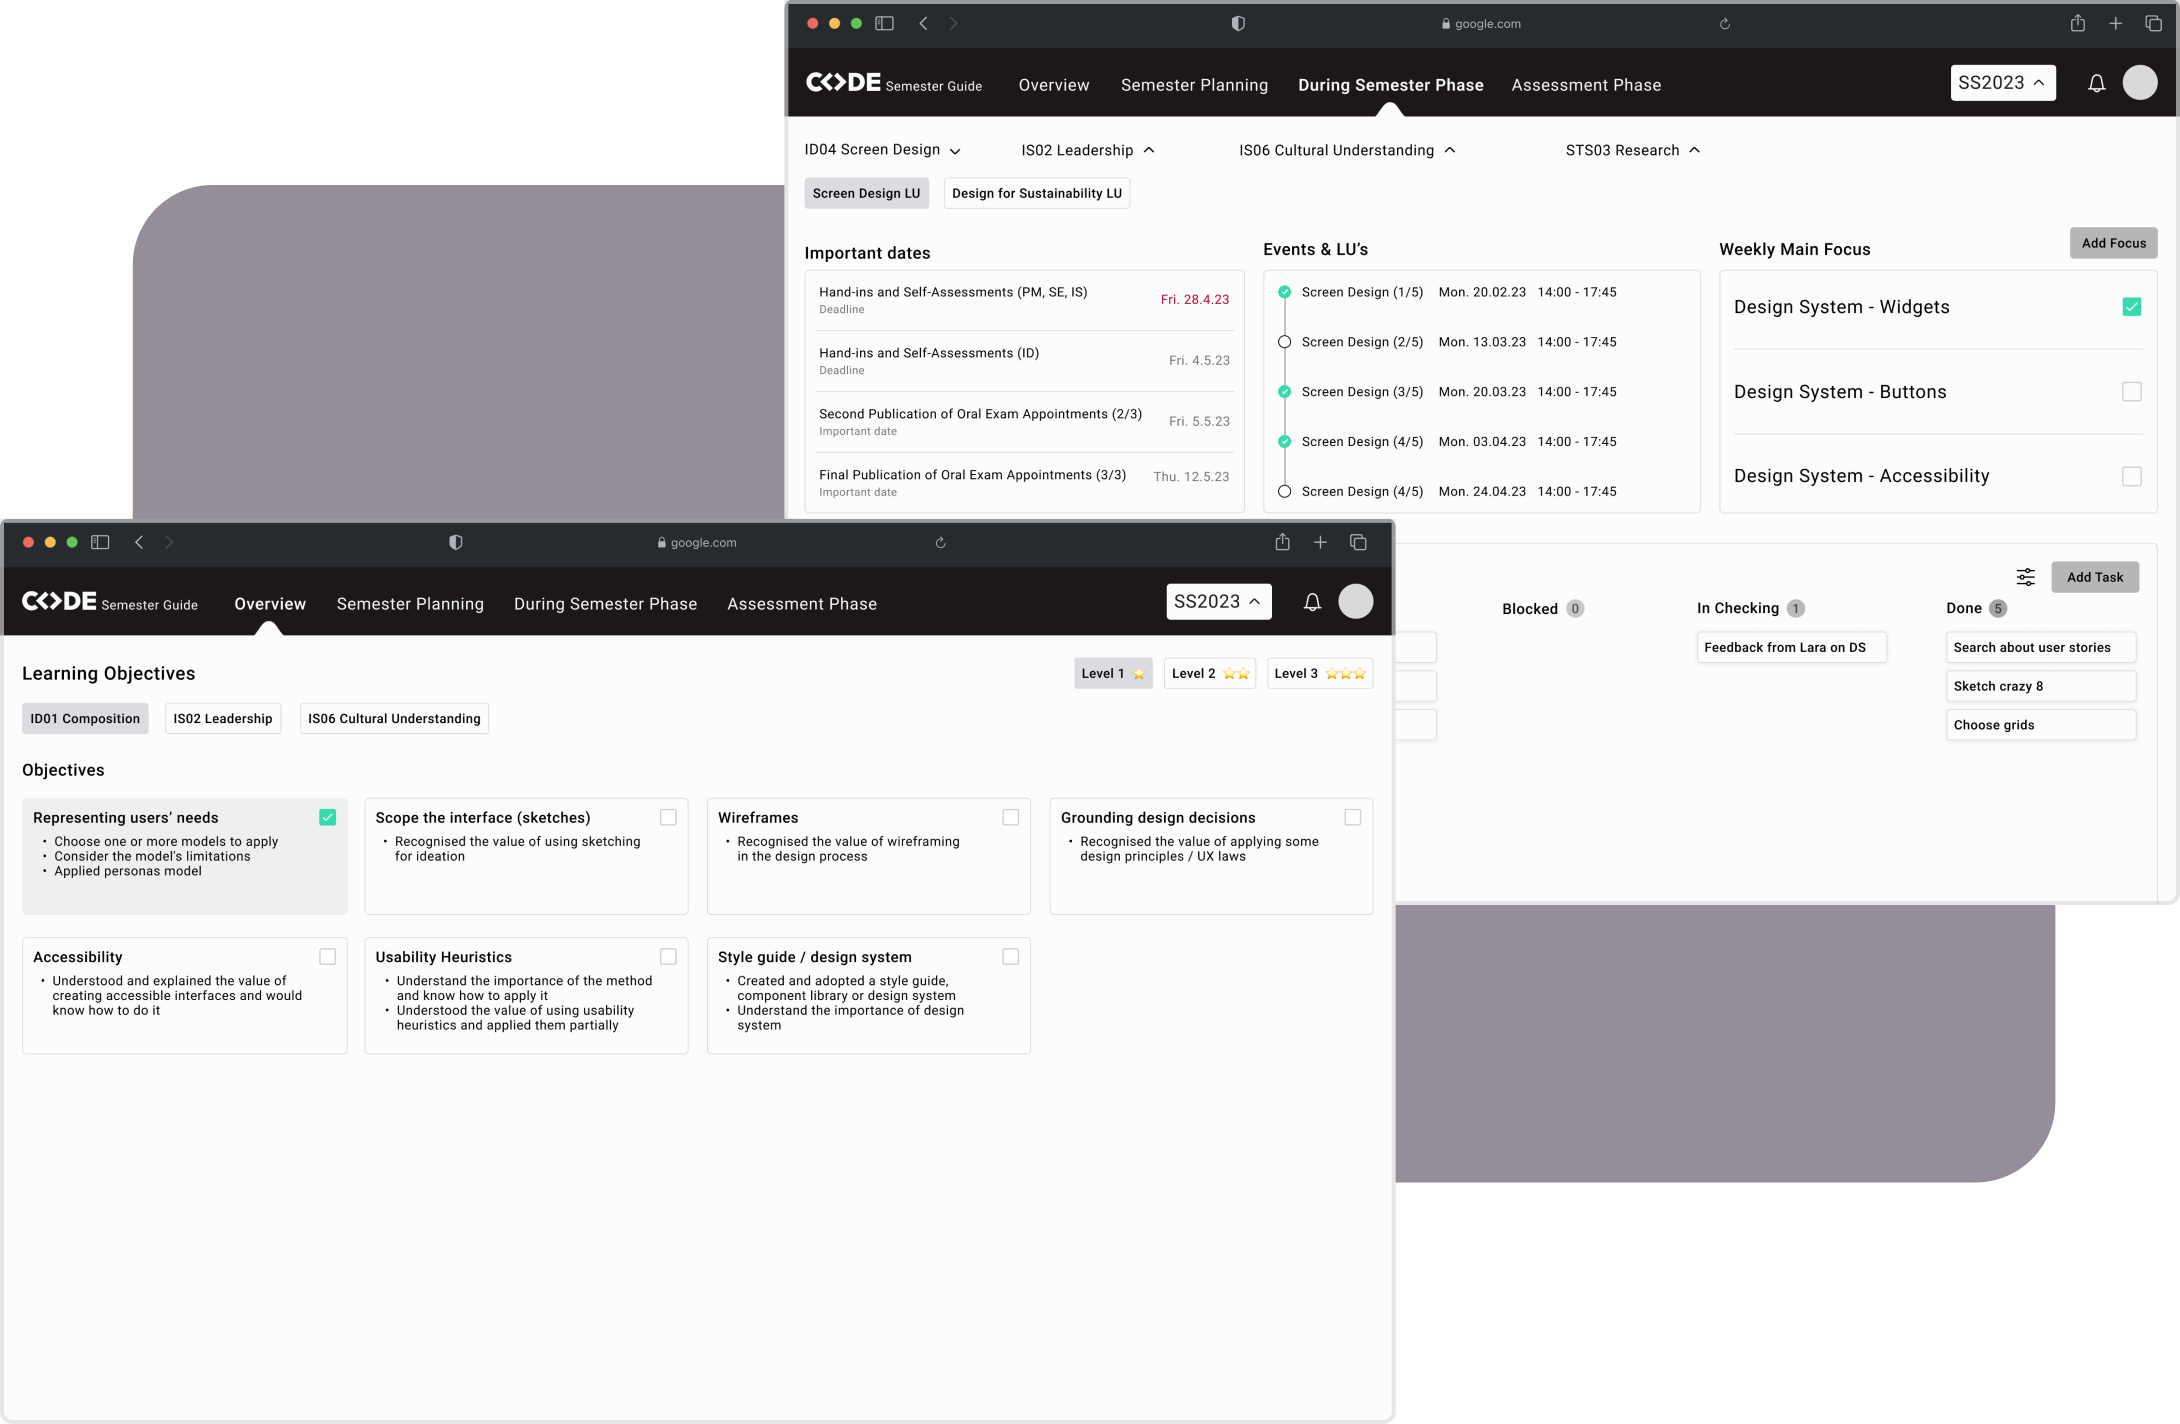 google.com
C<>DE Semester Guide
Overview
Semester Planning
During Semester Phase
Assessment Phase
SS2023
ID04 Screen Design
IS02 Leadership
IS06 Cultural Understanding
STS03 Research
Screen Design LU
Design for Sustainability LU
Important dates
Hand-ins and Self-Assessments (PM, SE, IS)
Deadline
Fri. 28.4.23
Hand-ins and Self-Assessments (ID)
Deadline
Fri. 4.5.23
Second Publication of Oral Exam Appointments (2/3)
Important date
Fri. 5.5.23
Final Publication of Oral Exam Appointments (3/3)
Important date
Thu. 12.5.23
Events & LU’s
Screen Design (1/5) Mon. 20.02.23 14:00 - 17:45
Screen Design (2/5) Mon. 13.03.23 14:00 - 17:45
Screen Design (3/5) Mon. 20.03.23 14:00 - 17:45
Screen Design (4/5) Mon. 03.04.23 14:00 - 17:45
Screen Design (4/5) Mon. 24.04.23 14:00 - 17:45
Weekly Main Focus
Add Focus
Design System - Widgets
Design System - Buttons
Design System - Accessibility
Add Task
Blocked 0
In Checking 1
Feedback from Lara on DS
Done 5
Search about user stories
Sketch crazy 8
Choose grids
google.com
C<>DE Semester Guide
Overview
Semester Planning
During Semester Phase
Assessment Phase
SS2023
Learning Objectives
Level 1
Level 2
Level 3
ID01 Composition
IS02 Leadership
IS06 Cultural Understanding
Objectives
Representing users’ needs
• Choose one or more models to apply
• Consider the model's limitations
• Applied personas model
Scope the interface (sketches)
• Recognised the value of using sketching
for ideation
Wireframes
• Recognised the value of wireframing
in the design process
Grounding design decisions
• Recognised the value of applying some
design principles / UX laws
Accessibility
• Understood and explained the value of
creating accessible interfaces and would
know how to do it
Usability Heuristics
• Understand the importance of the method
and know how to apply it
• Understood the value of using usability
heuristics and applied them partially
Style guide / design system
• Created and adopted a style guide,
component library or design system
• Understand the importance of design
system